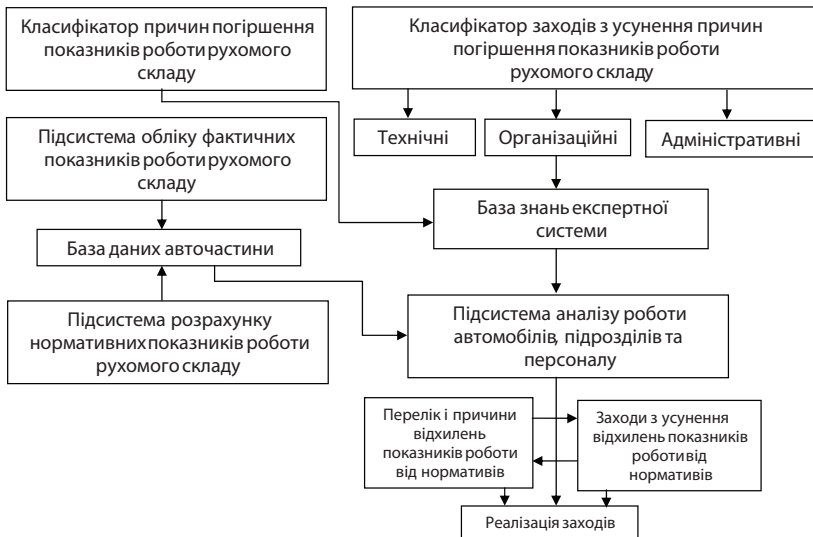 Класифікатор причин погіршення
показників роботи рухомого
складу
Класифікатор заходів з усунення причин
погіршення показників роботи
рухомого складу
Технічні
Організаційні
Адміністративні
Підсистема обліку фактичних
показників роботи рухомого
складу
База знань експертної
системи
База даних авточастини
Підсистема розрахунку
нормативних показників роботи
рухомого складу
Підсистема аналізу роботи
автомобілів, підрозділів та
персоналу
Перелік і причини
відхилень
показників роботи
від нормативів
Заходи з усунення
відхилень показників
роботи від
нормативів
Реалізація заходів